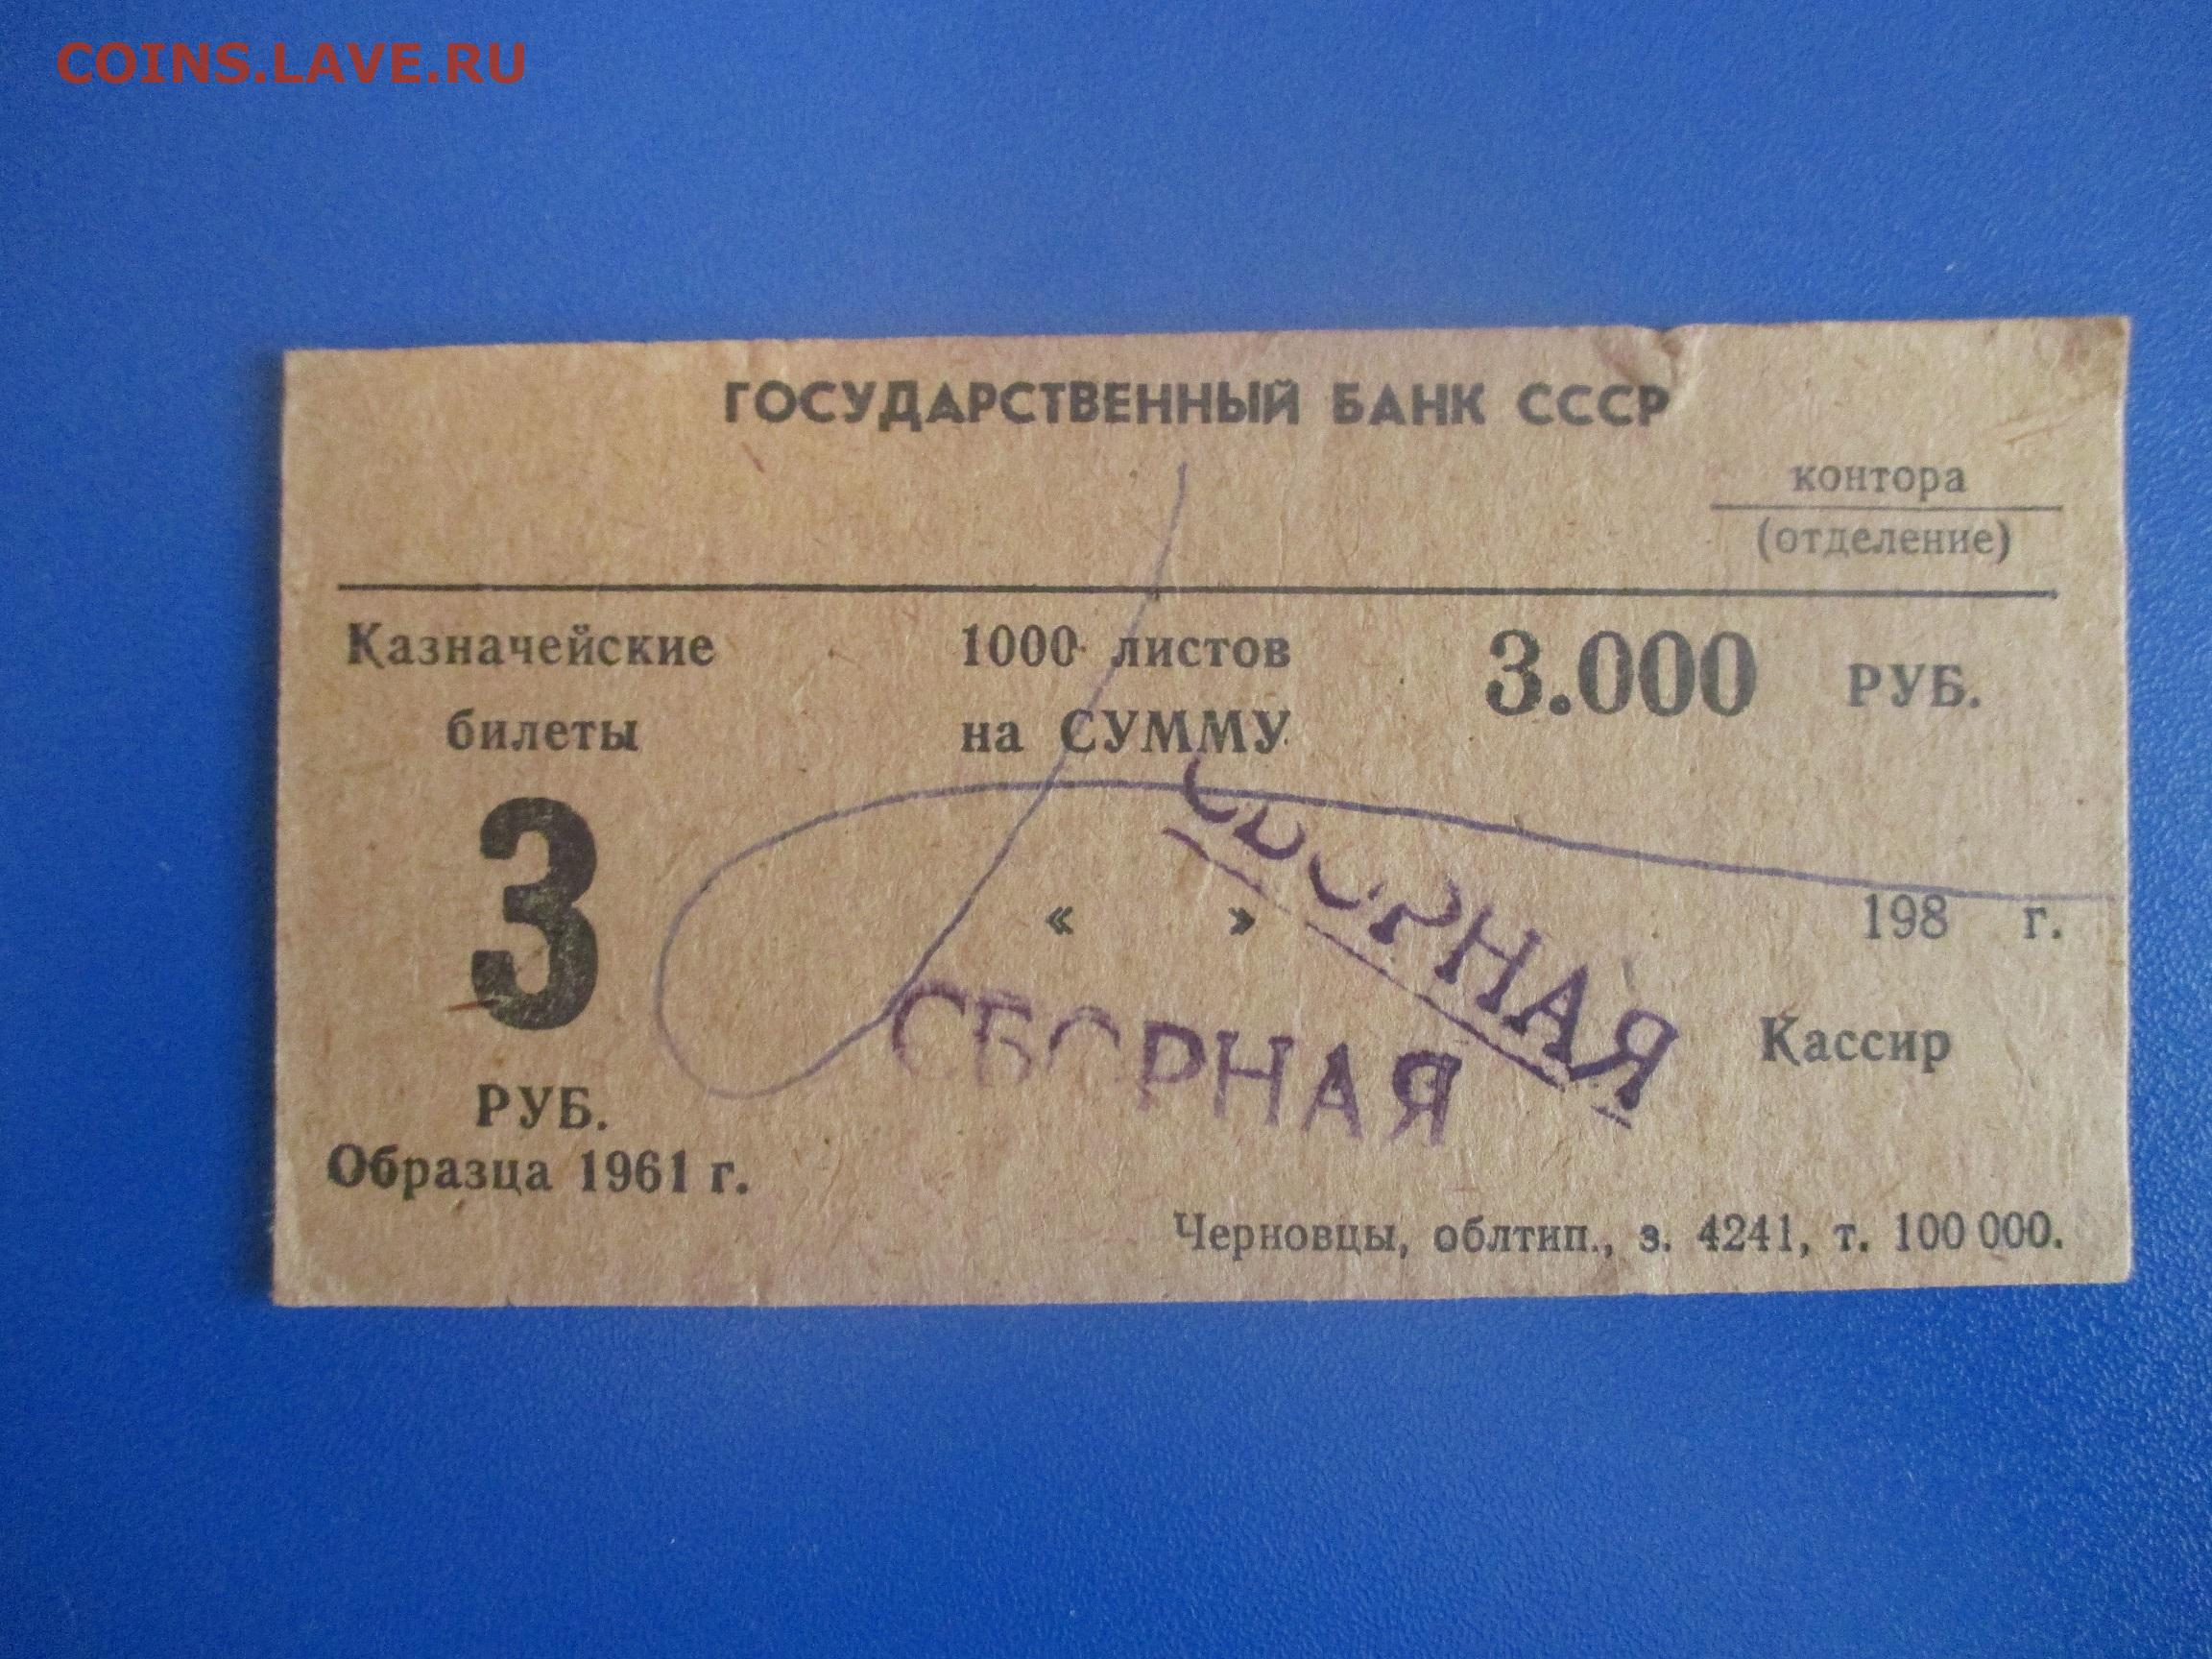 COINS.LAVE.RU
ГОСУДАРСТВЕННЫЙ БАНК СССР
контора
(отделение)
Казначейские 1000 листов 3.000 РУБ.
билеты на СУММУ
3
« » 198 г.
СБОРНАЯ
СБОРНАЯ
Кассир
РУБ.
Образца 1961 г.
Черновцы, облтип., з. 4241, т. 100 000.